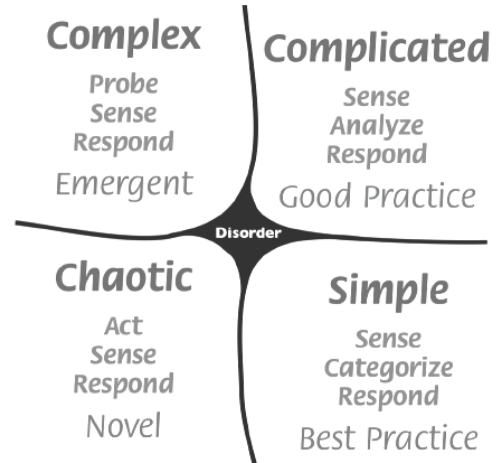 Complex
Probe
Sense
Respond
Emergent
Complicated
Sense
Analyze
Respond
Good Practice
Disorder
Chaotic
Act
Sense
Respond
Novel
Simple
Sense
Categorize
Respond
Best Practice